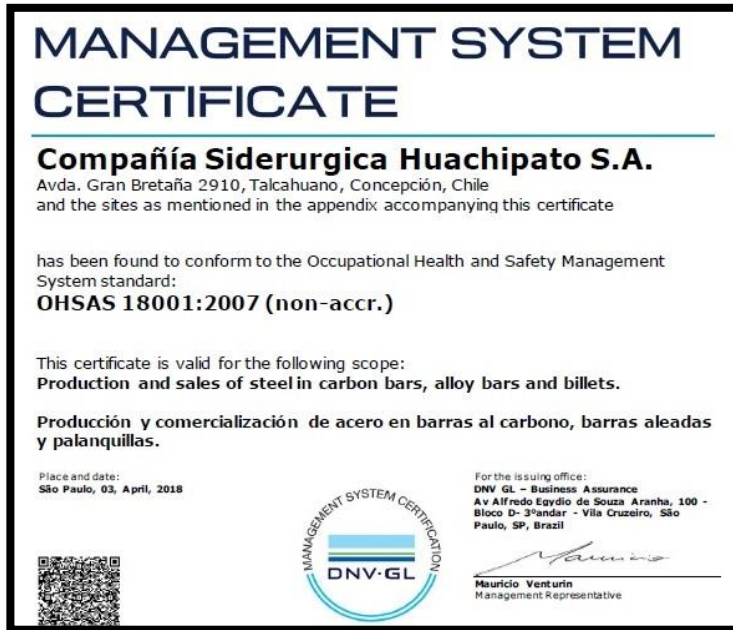 MANAGEMENT SYSTEM
CERTIFICATE
Compañía Siderurgica Huachipato S.A.
Avda. Gran Bretaña 2910, Talcahuano, Concepción, Chile
and the sites as mentioned in the appendix accompanying this certificate
has been found to conform to the Occupational Health and Safety Management
System standard:
OHSAS 18001:2007 (non-accr.)
This certificate is valid for the following scope:
Production and sales of steel in carbon bars, alloy bars and billets.
Producción y comercialización de acero en barras al carbono, barras aleadas
y palanquillas.
Place and date:
São Paulo, 03, April, 2018
MANAGEMENT SYSTEM CERTIFICATION
DNV·GL
For the issuing office:
DNV GL – Business Assurance
Av Alfredo Egydio de Souza Aranha, 100 -
Bloco D- 3ºandar - Vila Cruzeiro, São
Paulo, SP, Brazil
Mauricio
Mauricio Venturin
Management Representative